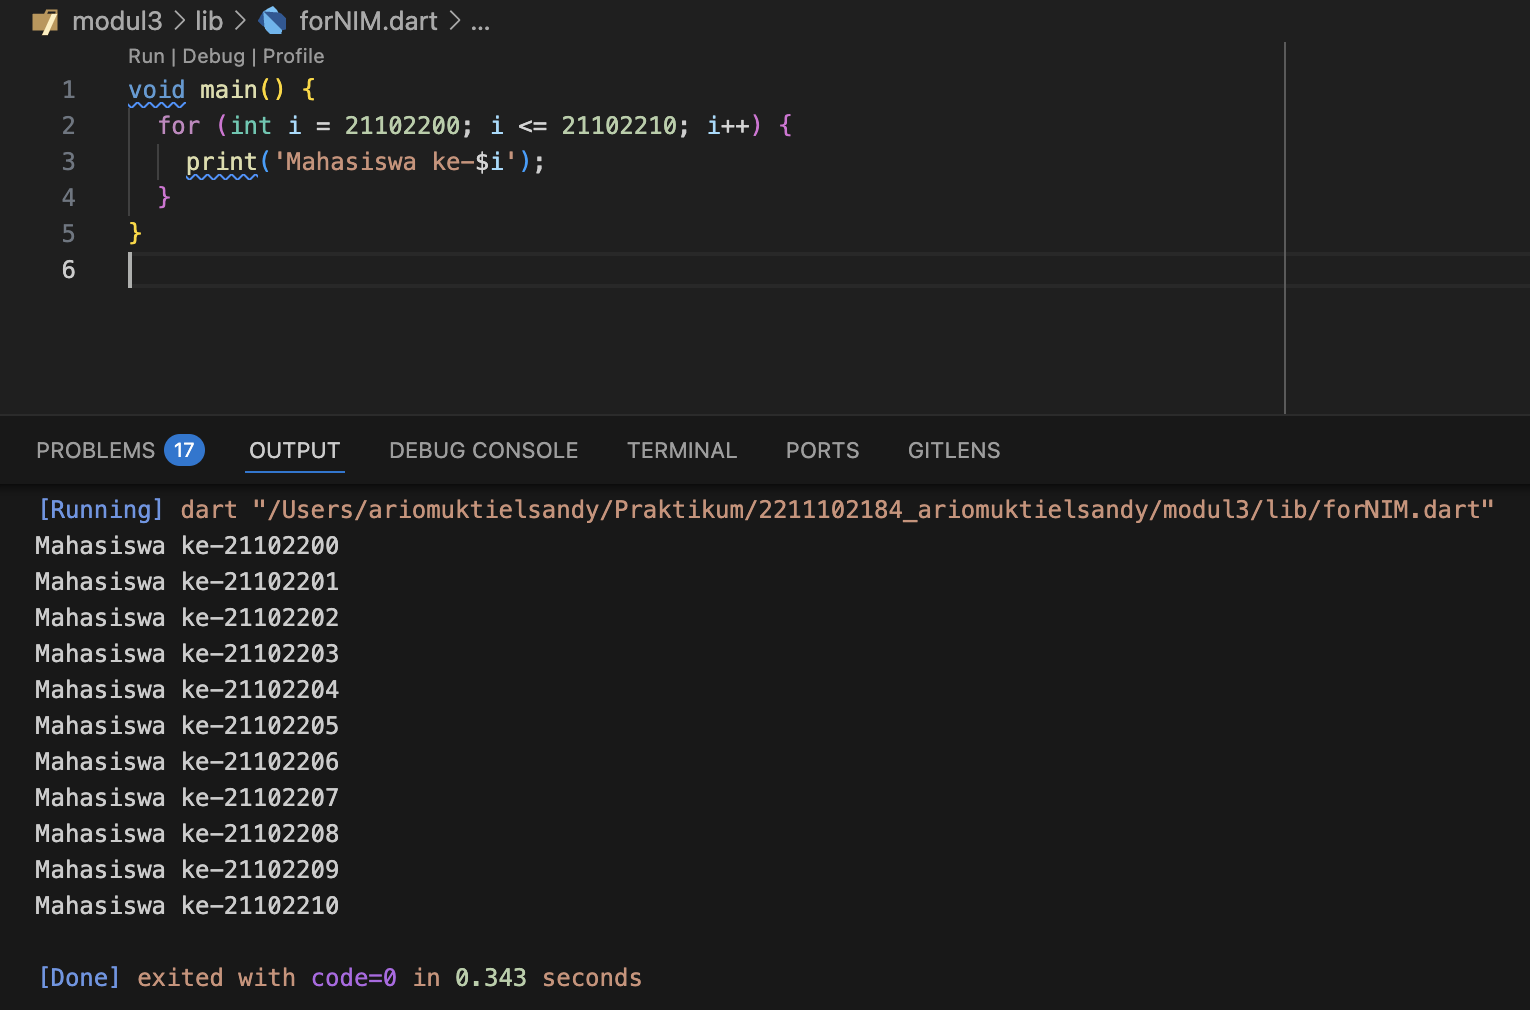 modul3 > lib > forNIM.dart > ...
Run | Debug | Profile
1 void main() {
2   for (int i = 21102200; i <= 21102210; i++) {
3     print('Mahasiswa ke-$i');
4   }
5 }
6
PROBLEMS 17 OUTPUT DEBUG CONSOLE TERMINAL PORTS GITLENS
[Running] dart "/Users/ariomuktielsandy/Praktikum/2211102184_ariomuktielsandy/modul3/lib/forNIM.dart"
Mahasiswa ke-21102200
Mahasiswa ke-21102201
Mahasiswa ke-21102202
Mahasiswa ke-21102203
Mahasiswa ke-21102204
Mahasiswa ke-21102205
Mahasiswa ke-21102206
Mahasiswa ke-21102207
Mahasiswa ke-21102208
Mahasiswa ke-21102209
Mahasiswa ke-21102210
[Done] exited with code=0 in 0.343 seconds